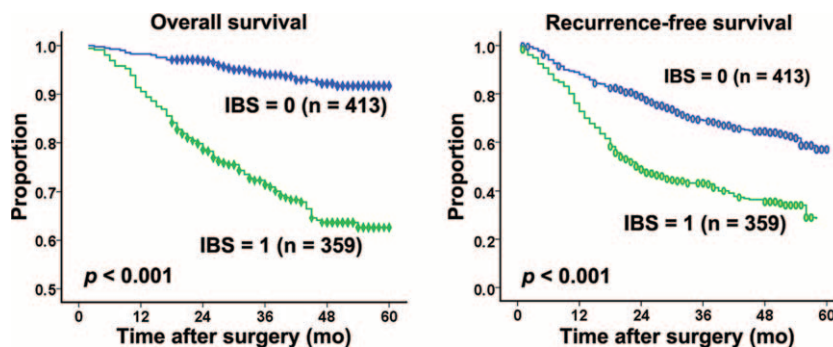 Overall survival
Proportion
1.0
0.9
0.8
0.7
0.6
0.5
IBS = 0 (n = 413)
IBS = 1 (n = 359)
p < 0.001
0 12 24 36 48 60
Time after surgery (mo)
Recurrence-free survival
Proportion
1.0
0.8
0.6
0.4
0.2
0.0
IBS = 0 (n = 413)
IBS = 1 (n = 359)
p < 0.001
0 12 24 36 48 60
Time after surgery (mo)